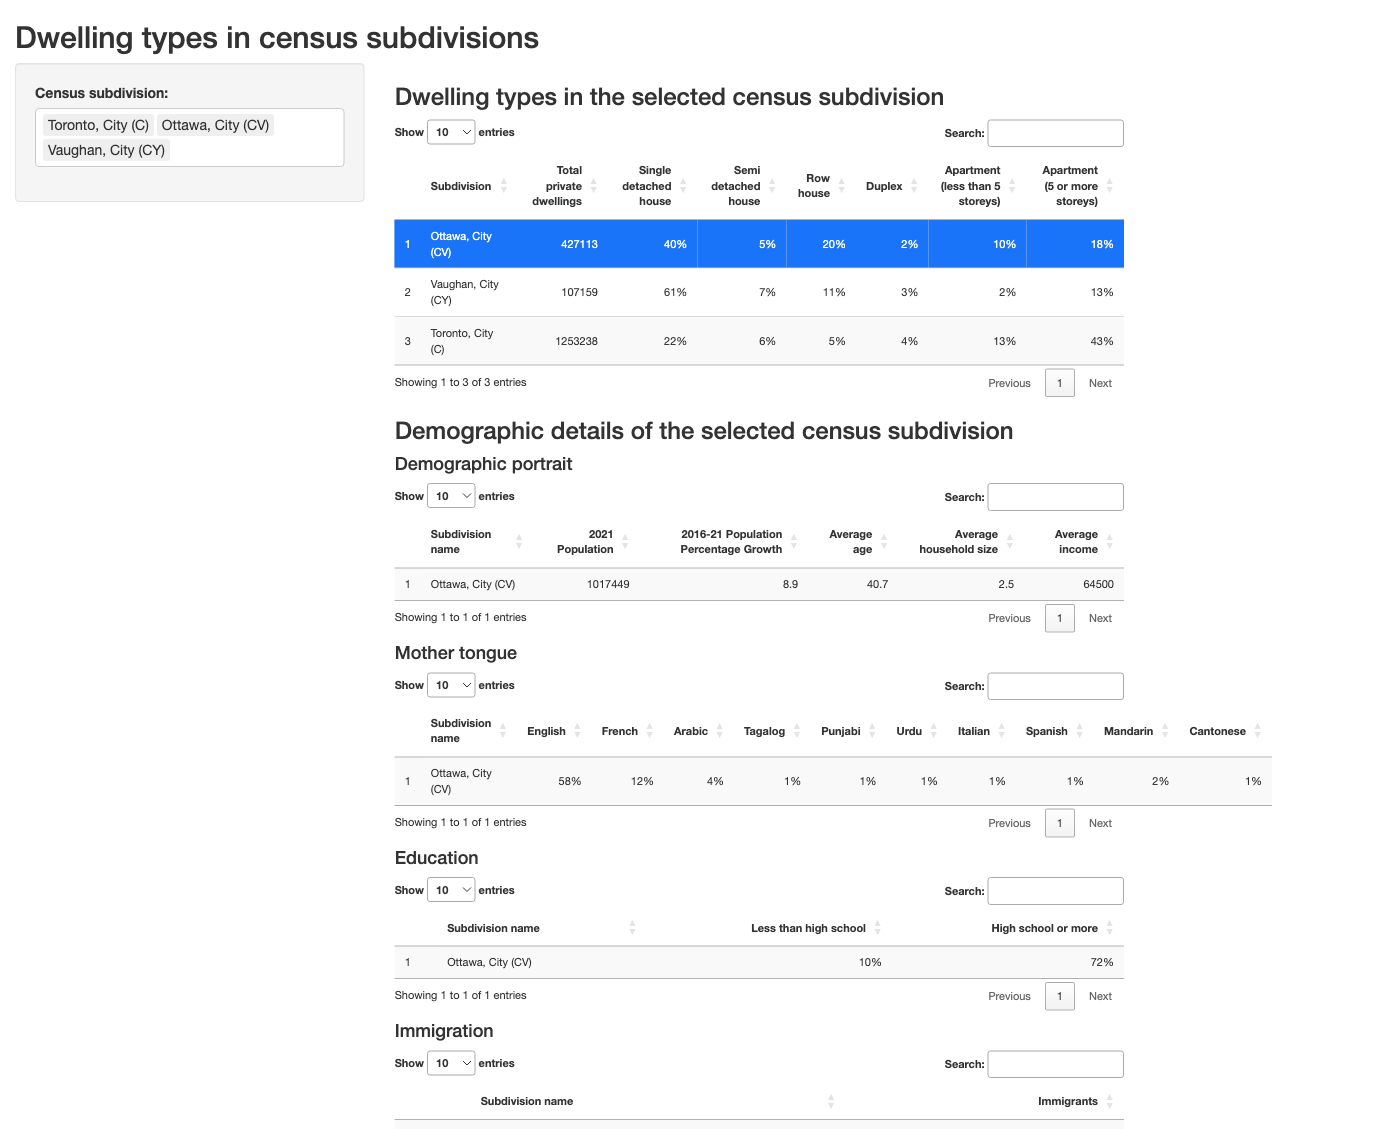 Dwelling types in census subdivisions
Census subdivision:
Toronto, City (C) Ottawa, City (CV)
Vaughan, City (CY)
Dwelling types in the selected census subdivision
Show 10 entries Search:
Subdivision Total private dwellings Single detached house Semi detached house Row house Duplex Apartment (less than 5 storeys) Apartment (5 or more storeys)
1 Ottawa, City (CV) 427113 40% 5% 20% 2% 10% 18%
2 Vaughan, City (CY) 107159 61% 7% 11% 3% 2% 13%
3 Toronto, City (C) 1253238 22% 6% 5% 4% 13% 43%
Showing 1 to 3 of 3 entries Previous 1 Next
Demographic details of the selected census subdivision
Demographic portrait
Show 10 entries Search:
Subdivision name 2021 Population 2016-21 Population Percentage Growth Average age Average household size Average income
1 Ottawa, City (CV) 1017449 8.9 40.7 2.5 64500
Showing 1 to 1 of 1 entries Previous 1 Next
Mother tongue
Show 10 entries Search:
Subdivision name English French Arabic Tagalog Punjabi Urdu Italian Spanish Mandarin Cantonese
1 Ottawa, City (CV) 58% 12% 4% 1% 1% 1% 1% 1% 2% 1%
Showing 1 to 1 of 1 entries Previous 1 Next
Education
Show 10 entries Search:
Subdivision name Less than high school High school or more
1 Ottawa, City (CV) 10% 72%
Showing 1 to 1 of 1 entries Previous 1 Next
Immigration
Show 10 entries Search:
Subdivision name Immigrants